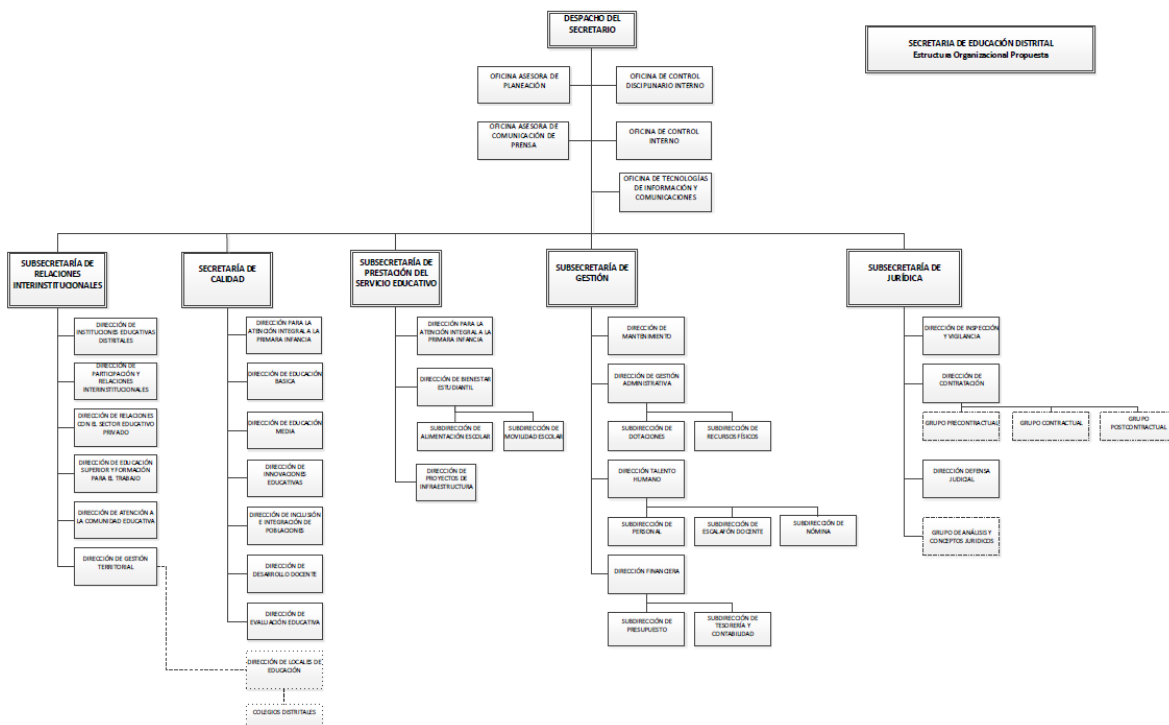 DESPACHO DEL
SECRETARIO
SECRETARIA DE EDUCACIÓN DISTRITAL
Estructura Organizacional Propuesta
OFICINA ASESORA DE
PLANEACIÓN
OFICINA DE CONTROL
DISCIPLINARIO INTERNO
OFICINA ASESORA DE
COMUNICACIÓN DE
PRENSA
OFICINA DE CONTROL
INTERNO
OFICINA DE TECNOLOGÍAS
DE INFORMACIÓN Y
COMUNICACIONES
SUBSECRETARÍA DE
RELACIONES
INTERINSTITUCIONALES
SECRETARÍA DE
CALIDAD
SUBSECRETARÍA DE
PRESTACIÓN DEL
SERVICIO EDUCATIVO
SUBSECRETARÍA DE
GESTIÓN
SUBSECRETARÍA DE
JURÍDICA
DIRECCIÓN DE
INSTITUCIONES EDUCATIVAS
DISTRITALES
DIRECCIÓN DE
PARTICIPACIÓN Y
RELACIONES
INTERINSTITUCIONALES
DIRECCIÓN DE RELACIONES
CON EL SECTOR EDUCATIVO
PRIVADO
DIRECCIÓN DE EDUCACIÓN
SUPERIOR Y FORMACIÓN
PARA EL TRABAJO
DIRECCIÓN DE ATENCIÓN A
LA COMUNIDAD EDUCATIVA
DIRECCIÓN DE GESTIÓN
TERRITORIAL
DIRECCIÓN PARA LA
ATENCIÓN INTEGRAL A LA
PRIMARA INFANCIA
DIRECCIÓN DE EDUCACIÓN
BASICA
DIRECCIÓN DE EDUCACIÓN
MEDIA
DIRECCIÓN DE
INNOVACIONES
EDUCATIVAS
DIRECCIÓN DE INCLUSIÓN
E INTEGRACIÓN DE
POBLACIONES
DIRECCIÓN DE
DESARROLLO DOCENTE
DIRECCIÓN DE
EVALUACIÓN EDUCATIVA
DIRECCIÓN DE LOCALES DE
EDUCACIÓN
COLEGIOS DISTRITALES
DIRECCIÓN PARA LA
ATENCIÓN INTEGRAL A LA
PRIMARA INFANCIA
DIRECCIÓN DE BIENESTAR
ESTUDIANTIL
SUBDIRECCIÓN DE
ALIMENTACIÓN ESCOLAR
SUBDIRECCIÓN DE
MOVILIDAD ESCOLAR
DIRECCIÓN DE
PROYECTOS DE
INFRAESTRUCTURA
DIRECCIÓN DE
MANTENIMIENTO
DIRECCIÓN DE GESTIÓN
ADMINISTRATIVA
SUBDIRECCIÓN DE
DOTACIONES
SUBDIRECCIÓN DE
RECURSOS FÍSICOS
DIRECCIÓN TALENTO
HUMANO
SUBDIRECCIÓN DE
PERSONAL
SUBDIRECCIÓN DE
ESCALAFÓN DOCENTE
SUBDIRECCIÓN DE
NÓMINA
DIRECCIÓN FINANCIERA
SUBDIRECCIÓN DE
PRESUPUESTO
SUBDIRECCIÓN DE
TESORERÍA Y
CONTABILIDAD
DIRECCIÓN DE INSPECCIÓN
Y VIGILANCIA
DIRECCIÓN DE
CONTRATACIÓN
GRUPO PRECONTRACTUAL
GRUPO CONTRACTUAL
GRUPO
POSTCONTRACTUAL
DIRECCIÓN DEFENSA
JUDICIAL
GRUPO DE ANÁLISIS Y
CONCEPTOS JURIDICOS